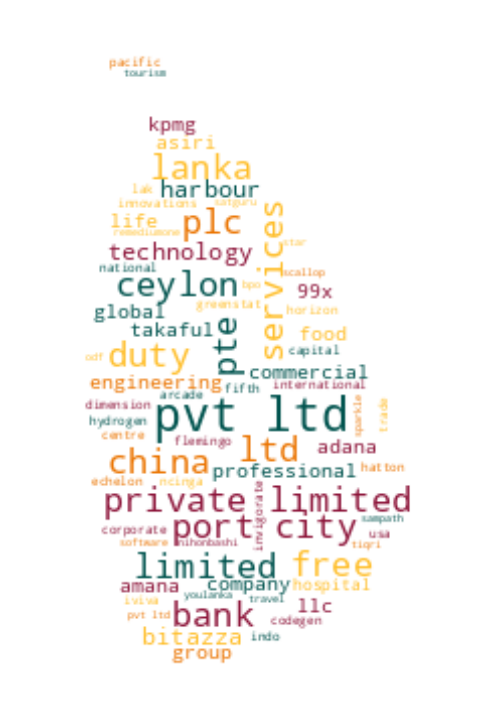 pacific
tourism
kpmg
asiri
lanka
lak harbour
innovations satguru
life plc
remediumone
services
star
technology
national
scallop
ceylon bpo
99x
greenstat
global horizon
pte
takaful food
odf duty capital
commercial
engineering fifth international
arcade
dimension pvt ltd sparkle trade
hydrogen
centre flemingo ltd adana
china professional hatton
echelon ncinga
private limited
invigorate
corporate port city sampath
usa
software nihonbashi tiqri
limited free
amana company hospital
iviva youlanka travel
pvt ltd bank llc
codegen
bitazza indo
group